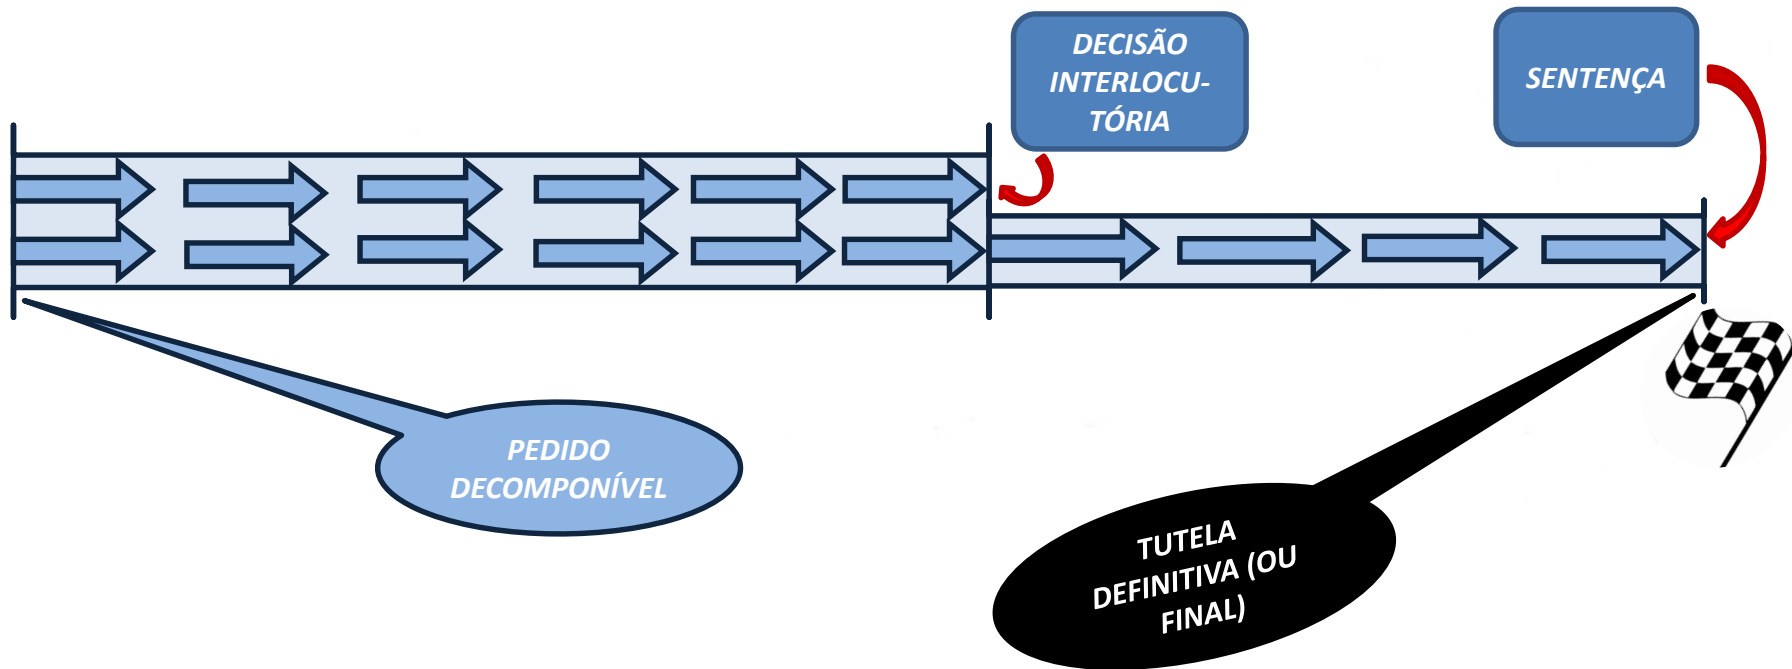 DECISÃO
INTERLOCU-
TÓRIA
SENTENÇA
PEDIDO
DECOMPONÍVEL
TUTELA
DEFINITIVA (OU
FINAL)